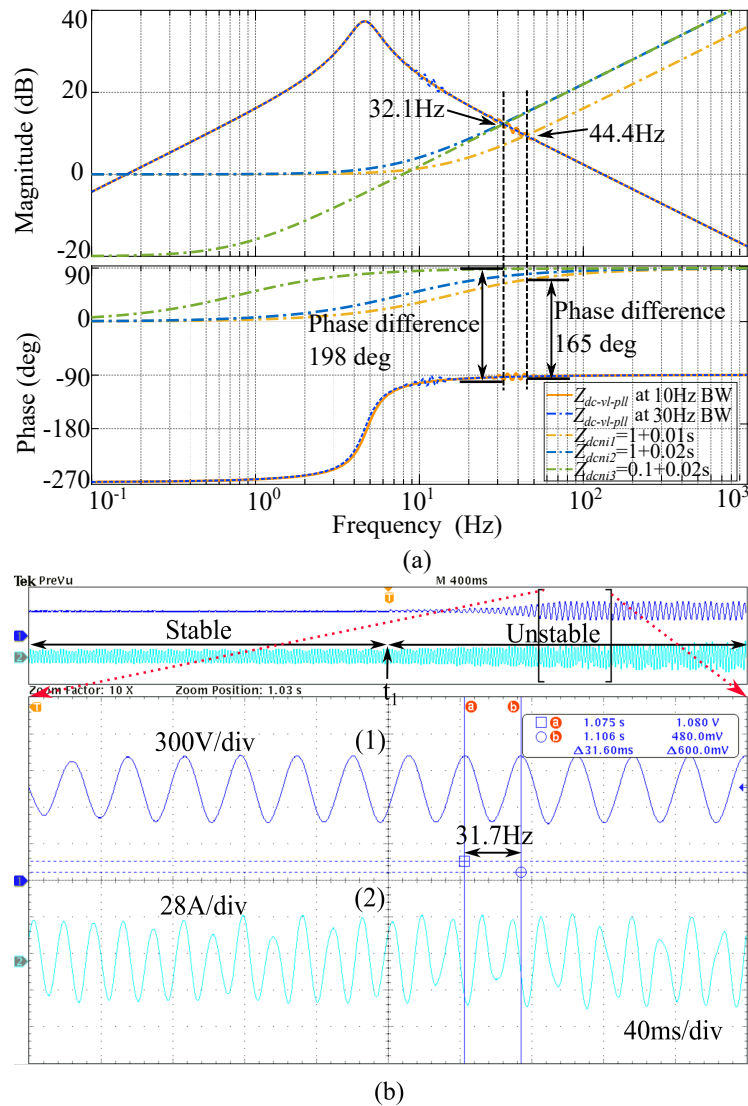 40
20
0
-20
Magnitude (dB)
32.1Hz
44.4Hz
90
0
-90
-180
-270
Phase (deg)
Phase difference
198 deg
Phase difference
165 deg
Z_dc-vl-pll at 10Hz BW
Z_dc-vl-pll at 30Hz BW
Z_dcni1=1+0.01s
Z_dcni2=1+0.02s
Z_dcni3=0.1+0.02s
10^-1 10^0 10^1 10^2 10^3
Frequency (Hz)
(a)
Tek PreVu M 400ms
T
1
Stable Unstable
2
t_1
Zoom Factor: 10 X Zoom Position: 1.03 s
T a b
a 1.075 s 1.080 V
b 1.106 s 480.0mV
Δ31.60ms Δ600.0mV
300V/div (1)
31.7Hz
1
28A/div (2)
2
40ms/div
(b)